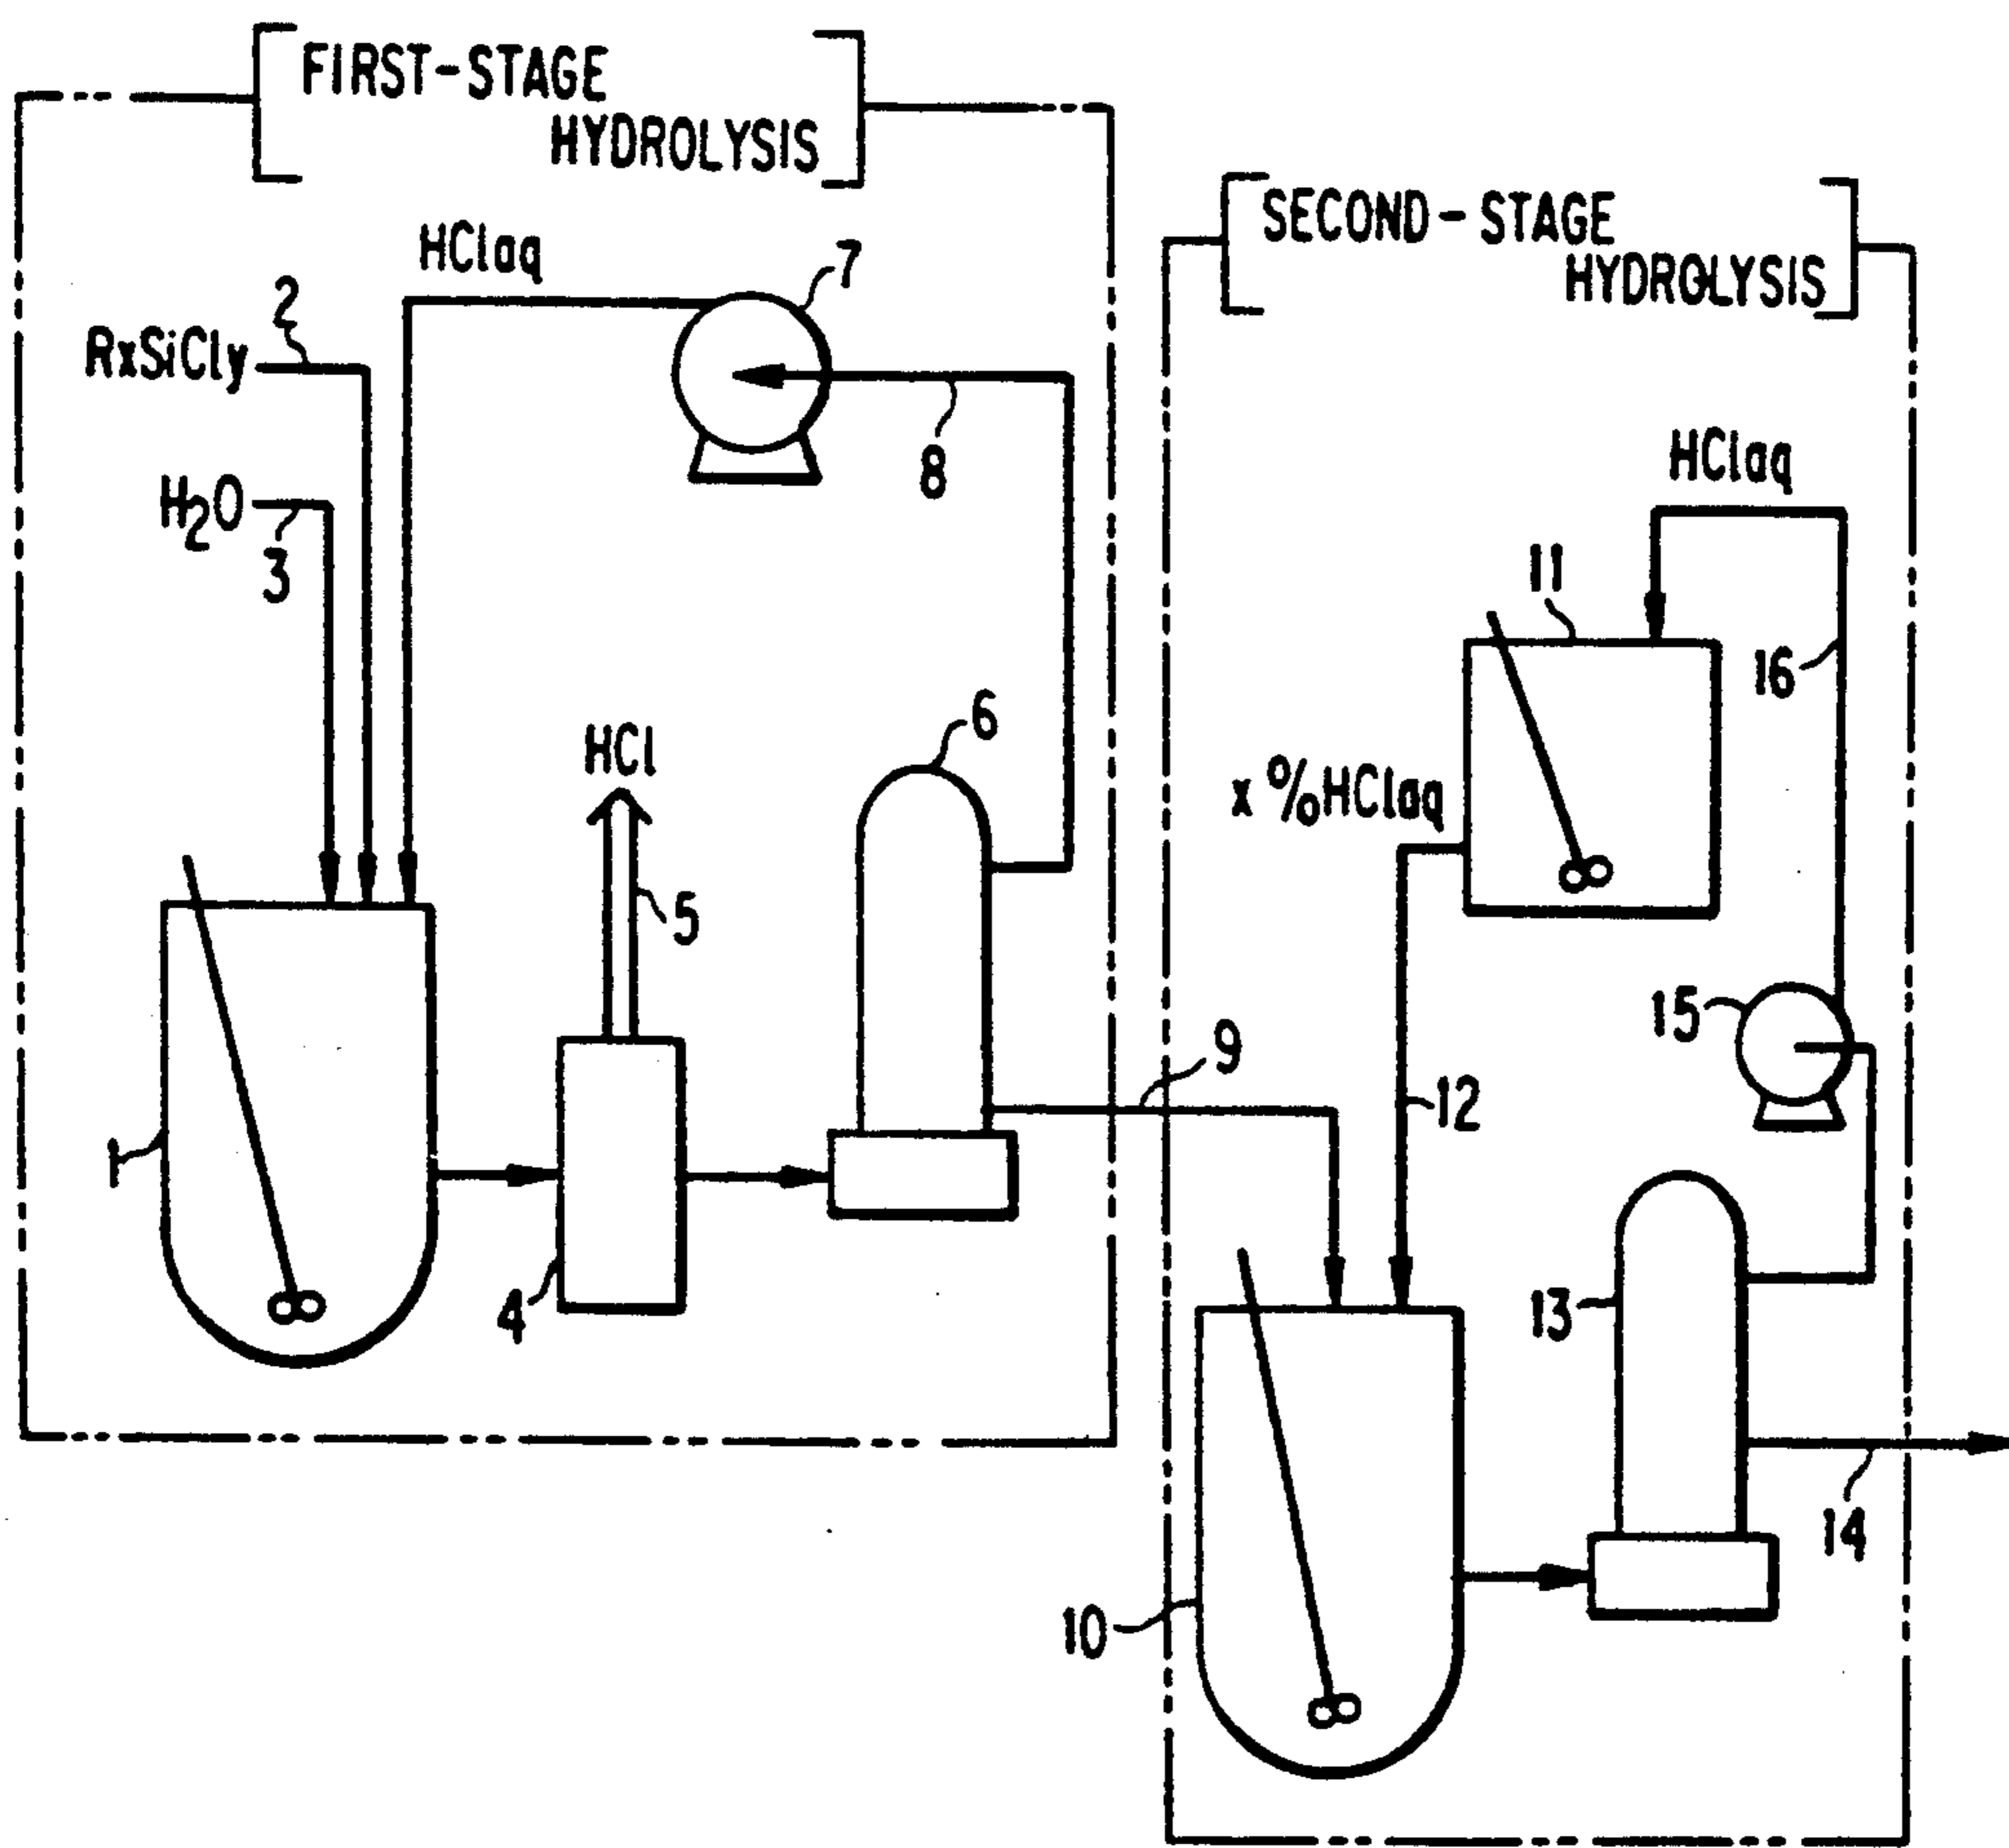 FIRST-STAGE
HYDROLYSIS
SECOND-STAGE
HYDROLYSIS
HClaq
7
2
RxSiCly
8
H2O
3
HClaq
11
16
6
HCl
x %HClaq
5
15
9
12
1
4
13
14
10